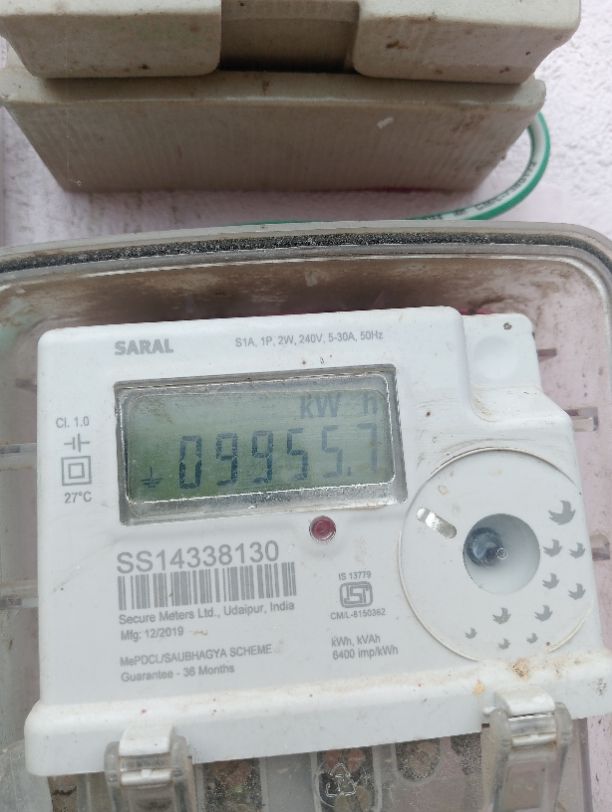 SARAL
S1A, 1P, 2W, 240V, 5-30A, 50Hz
Cl. 1.0
27°C
kW h
09955.7
SS14338130
Secure Meters Ltd., Udaipur, India
Mfg: 12/2019
MePDCL/SAUBHAGYA SCHEME
Guarantee - 36 Months
IS 13779
CM/L-8150362
kWh, kVAh
6400 imp/kWh